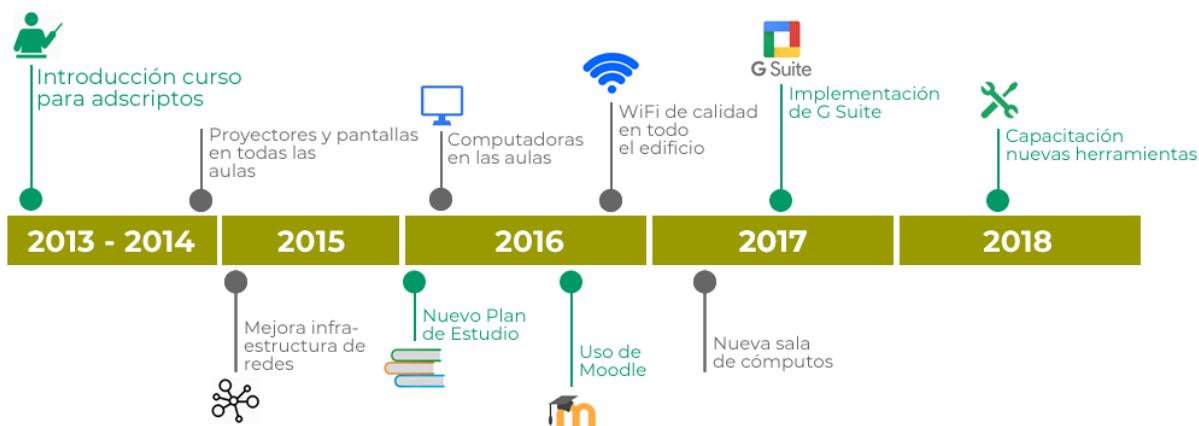 Introducción curso
para adscriptos
Proyectores y pantallas
en todas las
aulas
Computadoras
en las aulas
WiFi de calidad
en todo
el edificio
G Suite
Implementación
de G Suite
Capacitación
nuevas herramientas
2013 - 2014
2015
2016
2017
2018
Mejora infra-
estructura de
redes
Nuevo Plan
de Estudio
Uso de
Moodle
m
Nueva sala
de cómputos